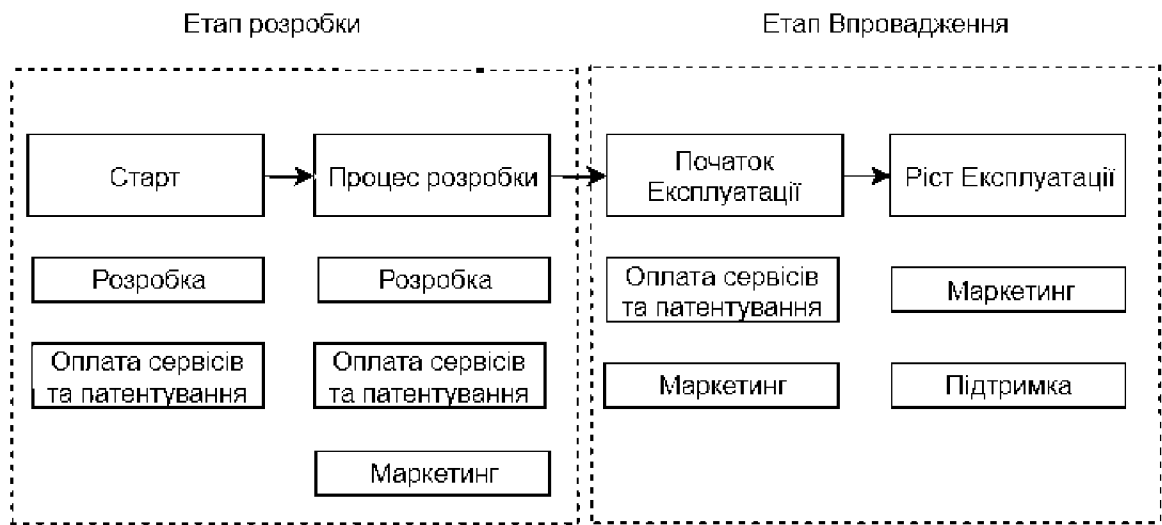 Етап розробки
Етап Впровадження
Старт
Процес розробки
Початок
Експлуатації
Ріст Експлуатації
Розробка
Розробка
Оплата сервісів
та патентування
Маркетинг
Оплата сервісів
та патентування
Оплата сервісів
та патентування
Маркетинг
Підтримка
Маркетинг